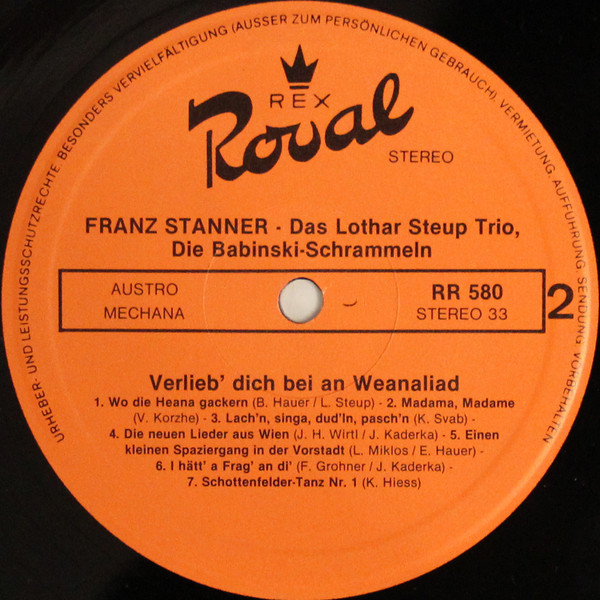 URHEBER- UND LEISTUNGSSCHUTZRECHTE. BESONDERS VERVIELFÄLTIGUNG (AUSSER ZUM PERSÖNLICHEN GEBRAUCH), VERMIETUNG, AUFFÜHRUNG, SENDUNG VORBEHALTEN
REX
Royal
STEREO
FRANZ STANNER - Das Lothar Steup Trio,
Die Babinski-Schrammeln
AUSTRO
MECHANA
RR 580
STEREO 33
2
Verlieb' dich bei an Weanaliad
1. Wo die Heana gackern (B. Hauer / L. Steup) - 2. Madama, Madame
(V. Korzhe) - 3. Lach'n, singa, dud'ln, pasch'n (K. Svab) -
4. Die neuen Lieder aus Wien (J. H. Wirtl / J. Kaderka) - 5. Einen
kleinen Spaziergang in der Vorstadt (L. Miklos / E. Hauer) -
6. I hätt' a Frag' an di' (F. Grohner / J. Kaderka) -
7. Schottenfelder-Tanz Nr. 1 (K. Hiess)